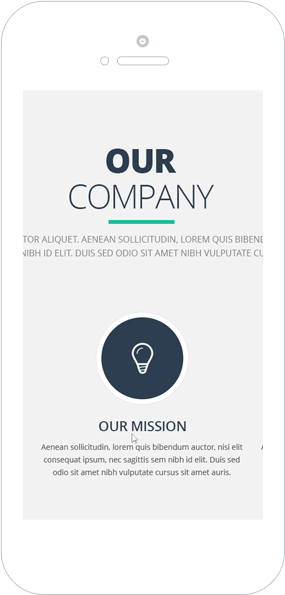 OUR
COMPANY
TOR ALIQUET. AENEAN SOLLICITUDIN, LOREM QUIS BIBEND
NIBH ID ELIT. DUIS SED ODIO SIT AMET NIBH VULPUTATE CU
OUR MISSION
Aenean sollicitudin, lorem quis bibendum auctor, nisi elit
consequat ipsum, nec sagittis sem nibh id elit. Duis sed
odio sit amet nibh vulputate cursus sit amet auris.